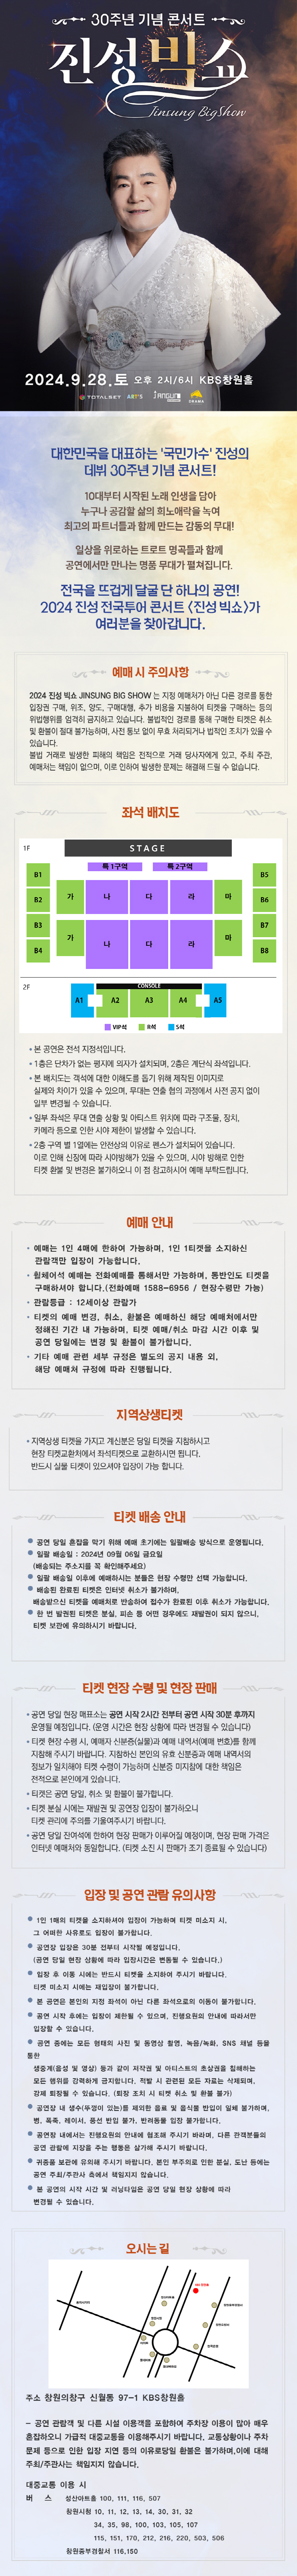 30주년 기념 콘서트
진성빅쇼
Jinsung BigShow
2024.9.28.토 오후 2시/6시 KBS창원홀
TOTALSET
대한민국을 대표하는 '국민가수' 진성의
데뷔 30주년 기념 콘서트!
10대부터 시작된 노래 인생을 담아
누구나 공감할 삶의 희노애락을 녹여
최고의 파트너들과 함께 만드는 감동의 무대!
일상을 위로하는 트로트 명곡들과 함께
공연에서만 만나는 명품 무대가 펼쳐집니다.
전국을 뜨겁게 달굴 단 하나의 공연!
2024 진성 전국투어 콘서트 <진성 빅쇼>가
여러분을 찾아갑니다.
예매 시 주의사항
2024 진성 빅쇼 JINSUNG BIG SHOW 는 지정 예매처가 아닌 다른 경로를 통한
입장권 구매, 위조, 양도, 구매대행, 추가 비용을 지불하여 티켓을 구매하는 등의
위법행위를 엄격히 금지하고 있습니다. 불법적인 경로를 통해 구매한 티켓은 취소
및 환불이 절대 불가능하며, 사전 통보 없이 무효 처리되거나 법적인 조치가 있을 수
있습니다.
불법 거래로 발생한 피해의 책임은 전적으로 거래 당사자에게 있고, 주최 주관,
예매처는 책임이 없으며, 이로 인하여 발생한 문제는 해결해 드릴 수 없습니다.
좌석 배치도
1F
STAGE
특 1구역 특 2구역
B1 B5
가 나 다 라 마
B2 B6
B3 B7
가 나 다 라 마
B4 B8
2F
CONSOLE
A1 A2 A3 A4 A5
VIP석 R석 S석
• 본 공연은 전석 지정석입니다.
• 1층은 단차가 없는 평지에 의자가 설치되며, 2층은 계단식 좌석입니다.
• 본 배치도는 객석에 대한 이해도를 돕기 위해 제작된 이미지로
실제와 차이가 있을 수 있으며, 무대는 연출 협의 과정에서 사전 공지 없이
일부 변경될 수 있습니다.
• 일부 좌석은 무대 연출 상황 및 아티스트 위치에 따라 구조물, 장치,
카메라 등으로 인한 시야 제한이 발생할 수 있습니다.
• 2층 구역 별 1열에는 안전상의 이유로 펜스가 설치되어 있습니다.
이로 인해 신장에 따라 시야방해가 있을 수 있으며, 시야 방해로 인한
티켓 환불 및 변경은 불가하오니 이 점 참고하시어 예매 부탁드립니다.
예매 안내
• 예매는 1인 4매에 한하여 가능하며, 1인 1티켓을 소지하신
관람객만 입장이 가능합니다.
• 휠체어석 예매는 전화예매를 통해서만 가능하며, 동반인도 티켓을
구매하셔야 합니다.(전화예매 1588-6956 / 현장수령만 가능)
• 관람등급 : 12세이상 관람가
• 티켓의 예매 변경, 취소, 환불은 예매하신 해당 예매처에서만
정해진 기간 내 가능하며, 티켓 예매/취소 마감 시간 이후 및
공연 당일에는 변경 및 환불이 불가합니다.
• 기타 예매 관련 세부 규정은 별도의 공지 내용 외,
해당 예매처 규정에 따라 진행됩니다.
지역상생티켓
• 지역상생 티켓을 가지고 계신분은 당일 티켓을 지참하시고
현장 티켓교환처에서 좌석티켓으로 교환하시면 됩니다.
반드시 실물 티켓이 있으셔야 입장이 가능 합니다.
티켓 배송 안내
● 공연 당일 혼잡을 막기 위해 예매 초기에는 일괄배송 방식으로 운영됩니다.
● 일괄 배송일 : 2024년 09월 06일 금요일
(배송되는 주소지를 꼭 확인해주세요)
● 일괄 배송일 이후에 예매하시는 분들은 현장 수령만 선택 가능합니다.
● 배송된 완료된 티켓은 인터넷 취소가 불가하며,
배송받으신 티켓을 예매처로 반송하여 접수가 완료된 이후 취소가 가능합니다.
● 한 번 발권된 티켓은 분실, 파손 등 어떤 경우에도 재발권이 되지 않으니,
티켓 보관에 유의하시기 바랍니다.
티켓 현장 수령 및 현장 판매
• 공연 당일 현장 매표소는 공연 시작 2시간 전부터 공연 시작 30분 후까지
운영될 예정입니다. (운영 시간은 현장 상황에 따라 변경될 수 있습니다)
• 티켓 현장 수령 시, 예매자 신분증(실물)과 예매 내역서(예매 번호)를 함께
지참해 주시기 바랍니다. 지참하신 본인의 유효 신분증과 예매 내역서의
정보가 일치해야 티켓 수령이 가능하며 신분증 미지참에 대한 책임은
전적으로 본인에게 있습니다.
• 티켓은 공연 당일, 취소 및 환불이 불가합니다.
• 티켓 분실 시에는 재발권 및 공연장 입장이 불가하오니
티켓 관리에 주의를 기울여주시기 바랍니다.
• 공연 당일 잔여석에 한하여 현장 판매가 이루어질 예정이며, 현장 판매 가격은
인터넷 예매처와 동일합니다. (티켓 소진 시 판매가 조기 종료될 수 있습니다)
입장 및 공연 관람 유의사항
● 1인 1매의 티켓을 소지하셔야 입장이 가능하며 티켓 미소지 시,
그 어떠한 사유로도 입장이 불가합니다.
● 공연장 입장은 30분 전부터 시작될 예정입니다.
(공연 당일 현장 상황에 따라 입장시간은 변동될 수 있습니다.)
● 입장 후 이동 시에는 반드시 티켓을 소지하여 주시기 바랍니다.
티켓 미소지 시에는 재입장이 불가합니다.
● 본 공연은 본인의 지정 좌석이 아닌 다른 좌석으로의 이동이 불가합니다.
● 공연 시작 후에는 입장이 제한될 수 있으며, 진행요원의 안내에 따라서만
입장할 수 있습니다.
● 공연 중에는 모든 형태의 사진 및 동영상 촬영, 녹음/녹화, SNS 채널 등을
통한
생중계(음성 및 영상) 등과 같이 저작권 및 아티스트의 초상권을 침해하는
모든 행위를 강력하게 금지합니다. 적발 시 관련된 모든 자료는 삭제되며,
강제 퇴장될 수 있습니다. (퇴장 조치 시 티켓 취소 및 환불 불가)
● 공연장 내 생수(뚜껑이 있는)를 제외한 음료 및 음식물 반입이 일체 불가하며,
병, 폭죽, 레이저, 풍선 반입 불가, 반려동물 입장 불가합니다.
● 공연장 내에서는 진행요원의 안내에 협조해 주시기 바라며, 다른 관객분들의
공연 관람에 지장을 주는 행동은 삼가해 주시기 바랍니다.
● 귀중품 보관에 유의해 주시기 바랍니다. 본인 부주의로 인한 분실, 도난 등에는
공연 주최/주관사 측에서 책임지지 않습니다.
● 본 공연의 시작 시간 및 러닝타임은 공연 당일 현장 상황에 따라
변경될 수 있습니다.
오시는 길
주소 창원의창구 신월동 97-1 KBS창원홀
- 공연 관람객 및 다른 시설 이용객을 포함하여 주차장 이용이 많아 매우
혼잡하오니 가급적 대중교통을 이용해주시기 바랍니다. 교통상황이나 주차
문제 등으로 인한 입장 지연 등의 이유로당일 환불은 불가하며,이에 대해
주최/주관사는 책임지지 않습니다.
대중교통 이용 시
버 스 성산아트홀 100, 111, 116, 507
창원시청 10, 11, 12, 13, 14, 30, 31, 32
34, 35, 98, 100, 103, 105, 107
115, 151, 170, 212, 216, 220, 503, 506
창원중부경찰서 116,150